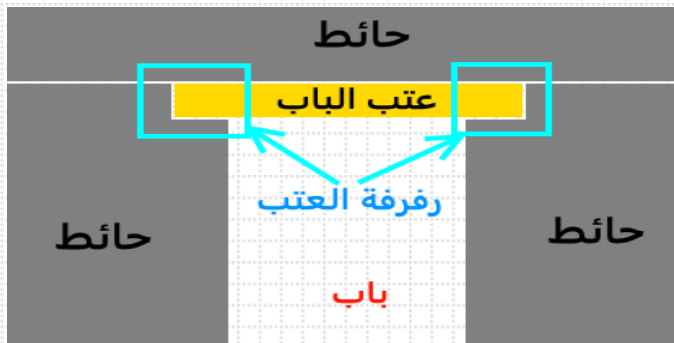 حائط
عتب الباب
رفرفة العتب
حائط
حائط
باب